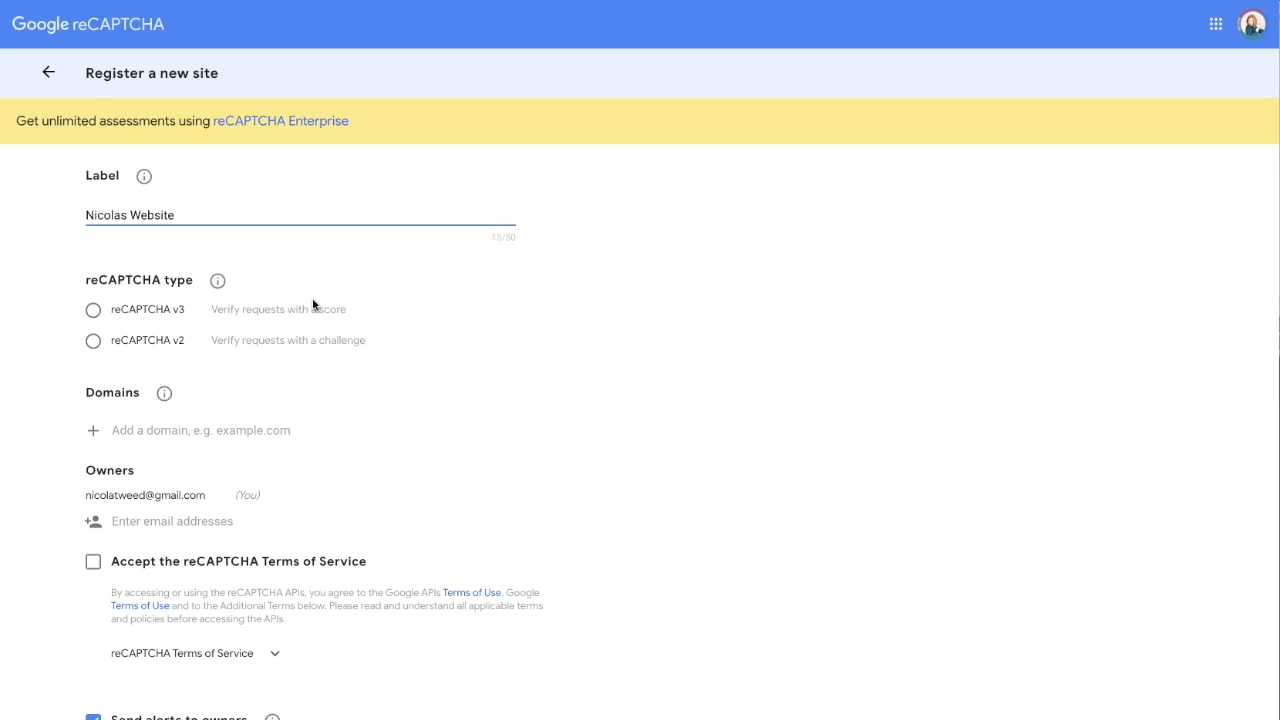 Google reCAPTCHA
Register a new site
Get unlimited assessments using reCAPTCHA Enterprise
Label
Nicolas Website
15/50
reCAPTCHA type
reCAPTCHA v3 Verify requests with a score
reCAPTCHA v2 Verify requests with a challenge
Domains
Add a domain, e.g. example.com
Owners
nicolatweed@gmail.com (You)
Enter email addresses
Accept the reCAPTCHA Terms of Service
By accessing or using the reCAPTCHA APIs, you agree to the Google APIs Terms of Use, Google
Terms of Use and to the Additional Terms below. Please read and understand all applicable terms
and policies before accessing the APIs.
reCAPTCHA Terms of Service
Send alerts to owners